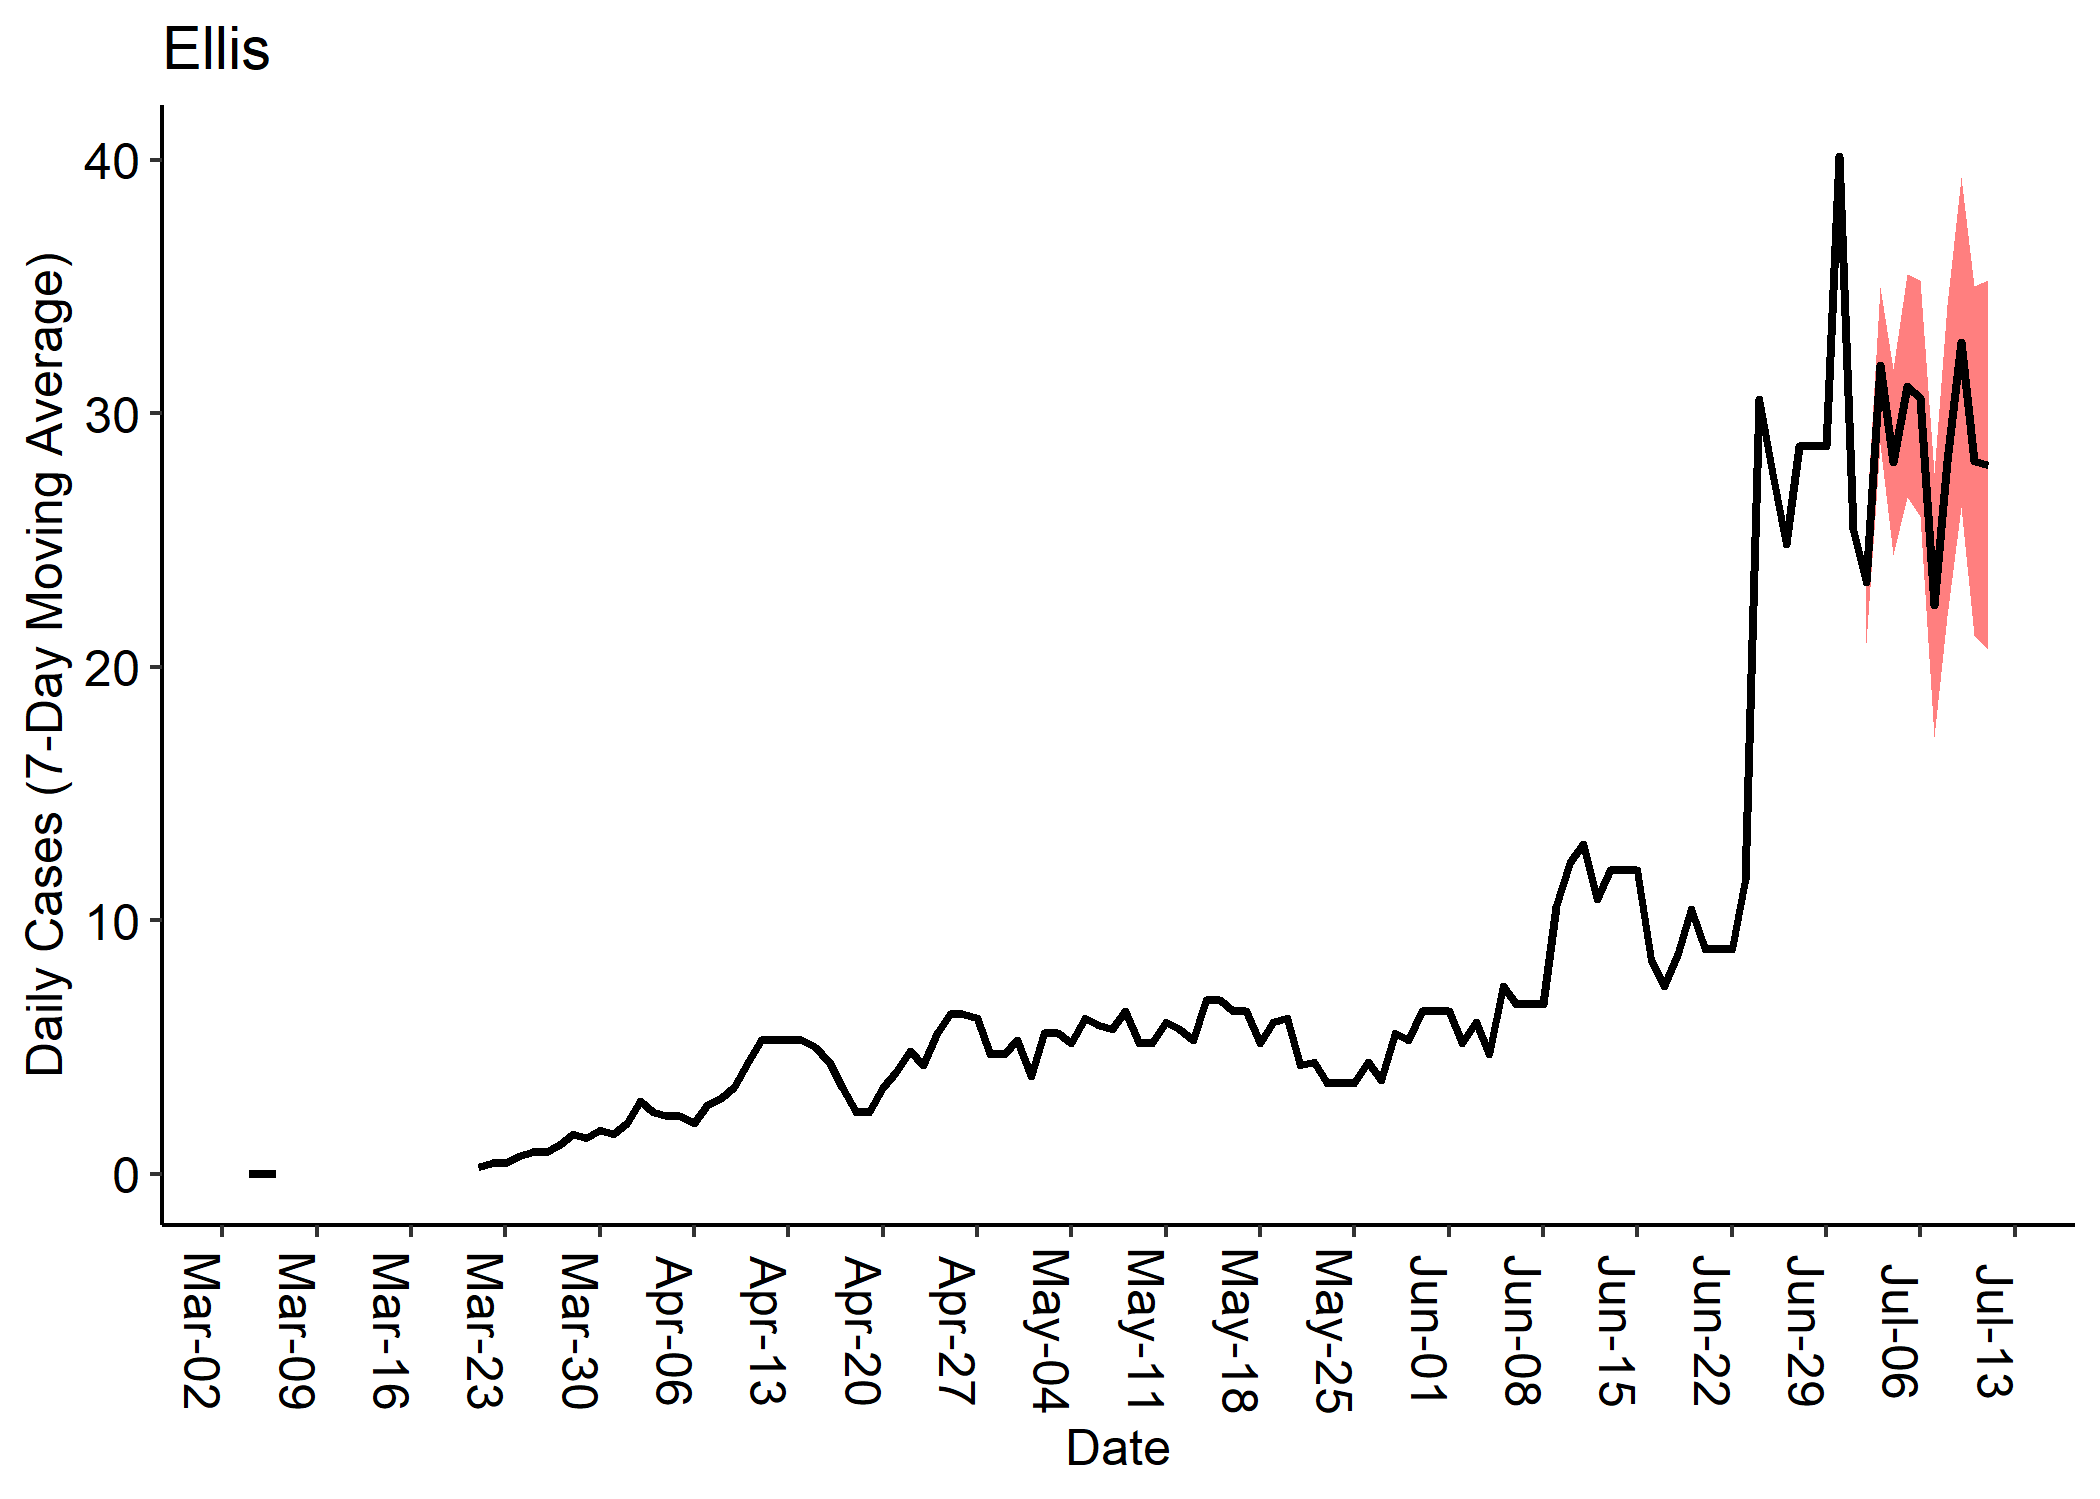 Ellis
Daily Cases (7-Day Moving Average)
40
30
20
10
0
Mar-02
Mar-09
Mar-16
Mar-23
Mar-30
Apr-06
Apr-13
Apr-20
Apr-27
May-04
May-11
May-18
May-25
Jun-01
Jun-08
Jun-15
Jun-22
Jun-29
Jul-06
Jul-13
Date